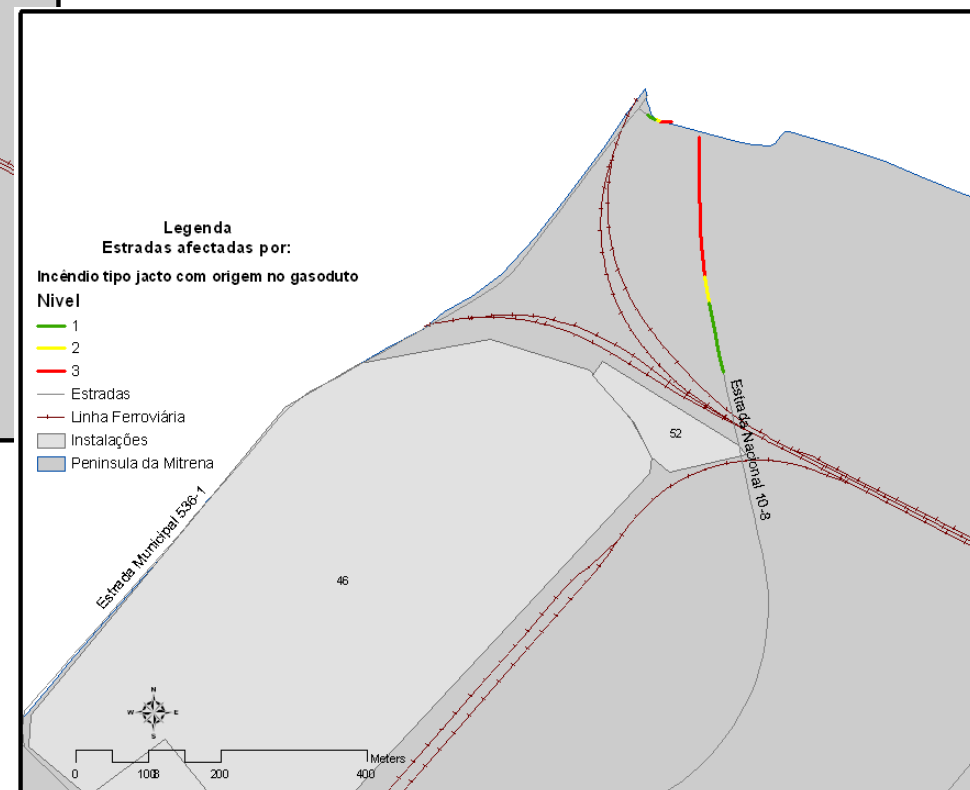 Legenda
Estradas afectadas por:
Incêndio tipo jacto com origem no gasoduto
Nivel
1
2
3
Estradas
Linha Ferroviária
Instalações
Peninsula da Mitrena
Estrada Nacional 10-8
52
Estrada Municipal 536-1
46
N
W E
S
Meters
0 200 400